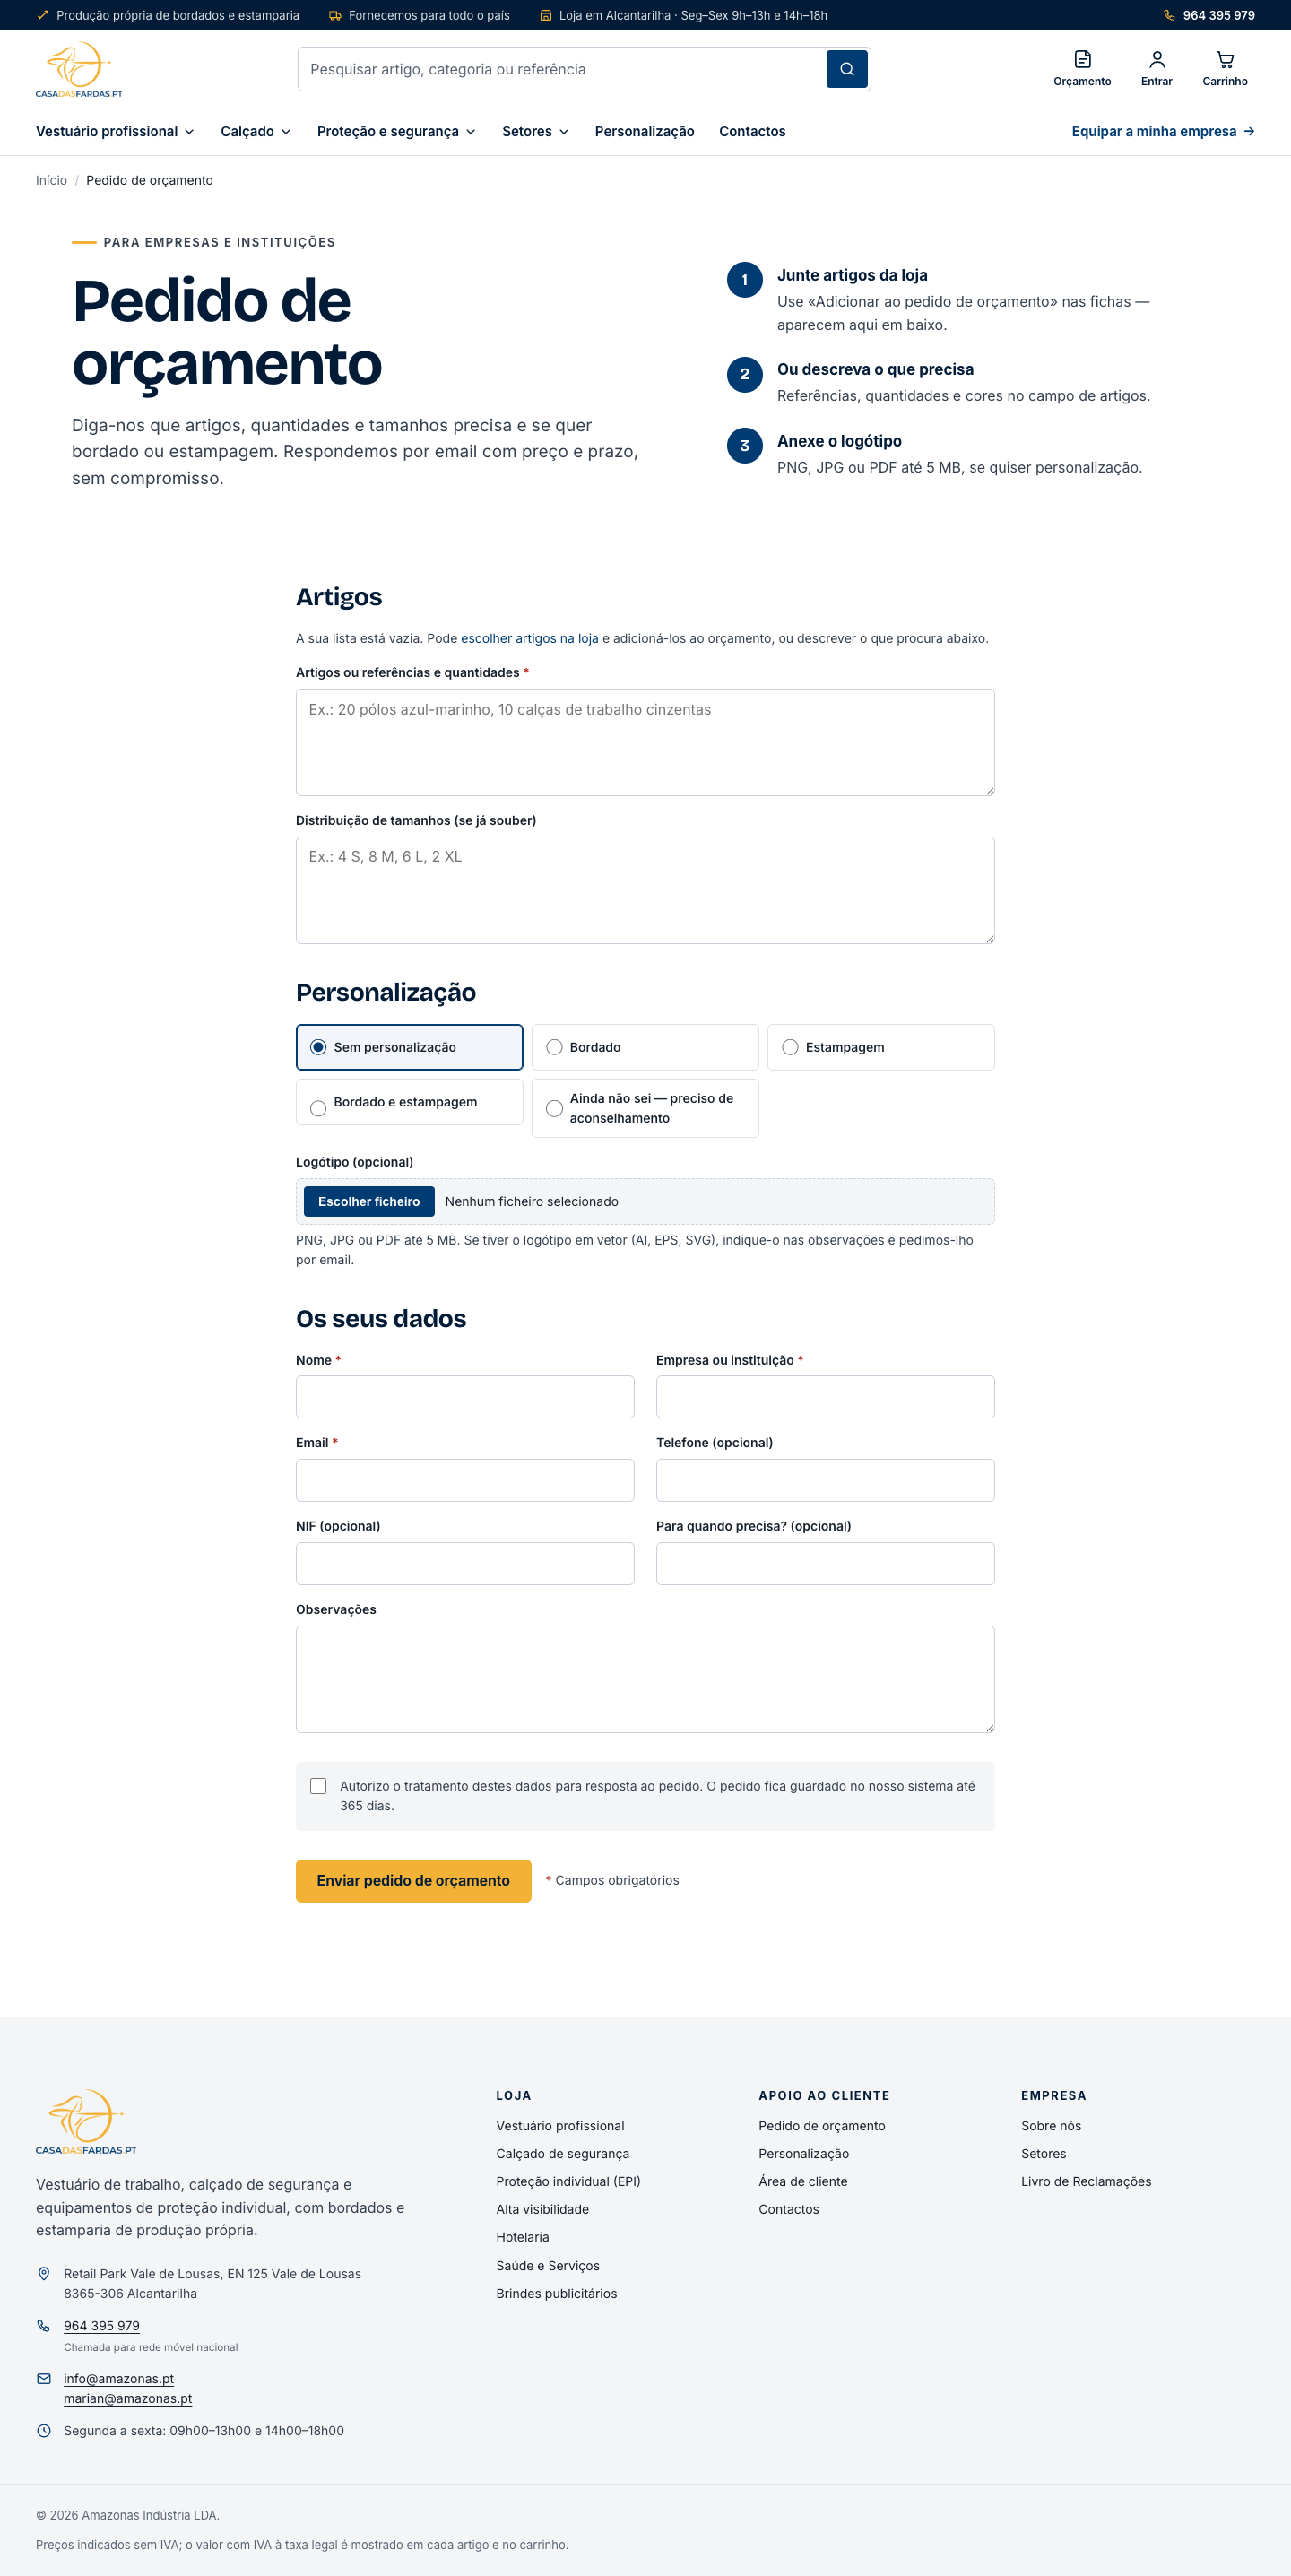 Produção própria de bordados e estamparia
Fornecemos para todo o país
Loja em Alcantarilha · Seg–Sex 9h–13h e 14h–18h
964 395 979
CASADASFARDAS.PT
Pesquisar artigo, categoria ou referência
Orçamento
Entrar
Carrinho
Vestuário profissional
Calçado
Proteção e segurança
Setores
Personalização
Contactos
Equipar a minha empresa →
Início / Pedido de orçamento
PARA EMPRESAS E INSTITUIÇÕES
Pedido de
orçamento
Diga-nos que artigos, quantidades e tamanhos precisa e se quer
bordado ou estampagem. Respondemos por email com preço e prazo,
sem compromisso.
1
Junte artigos da loja
Use «Adicionar ao pedido de orçamento» nas fichas —
aparecem aqui em baixo.
2
Ou descreva o que precisa
Referências, quantidades e cores no campo de artigos.
3
Anexe o logótipo
PNG, JPG ou PDF até 5 MB, se quiser personalização.
Artigos
A sua lista está vazia. Pode escolher artigos na loja e adicioná-los ao orçamento, ou descrever o que procura abaixo.
Artigos ou referências e quantidades *
Ex.: 20 pólos azul-marinho, 10 calças de trabalho cinzentas
Distribuição de tamanhos (se já souber)
Ex.: 4 S, 8 M, 6 L, 2 XL
Personalização
Sem personalização
Bordado
Estampagem
Bordado e estampagem
Ainda não sei — preciso de
aconselhamento
Logótipo (opcional)
Escolher ficheiro
Nenhum ficheiro selecionado
PNG, JPG ou PDF até 5 MB. Se tiver o logótipo em vetor (AI, EPS, SVG), indique-o nas observações e pedimos-lho
por email.
Os seus dados
Nome *
Empresa ou instituição *
Email *
Telefone (opcional)
NIF (opcional)
Para quando precisa? (opcional)
Observações
Autorizo o tratamento destes dados para resposta ao pedido. O pedido fica guardado no nosso sistema até
365 dias.
Enviar pedido de orçamento
* Campos obrigatórios
CASADASFARDAS.PT
Vestuário de trabalho, calçado de segurança e
equipamentos de proteção individual, com bordados e
estamparia de produção própria.
Retail Park Vale de Lousas, EN 125 Vale de Lousas
8365-306 Alcantarilha
964 395 979
Chamada para rede móvel nacional
info@amazonas.pt
marian@amazonas.pt
Segunda a sexta: 09h00–13h00 e 14h00–18h00
LOJA
Vestuário profissional
Calçado de segurança
Proteção individual (EPI)
Alta visibilidade
Hotelaria
Saúde e Serviços
Brindes publicitários
APOIO AO CLIENTE
Pedido de orçamento
Personalização
Área de cliente
Contactos
EMPRESA
Sobre nós
Setores
Livro de Reclamações
© 2026 Amazonas Indústria LDA.
Preços indicados sem IVA; o valor com IVA à taxa legal é mostrado em cada artigo e no carrinho.